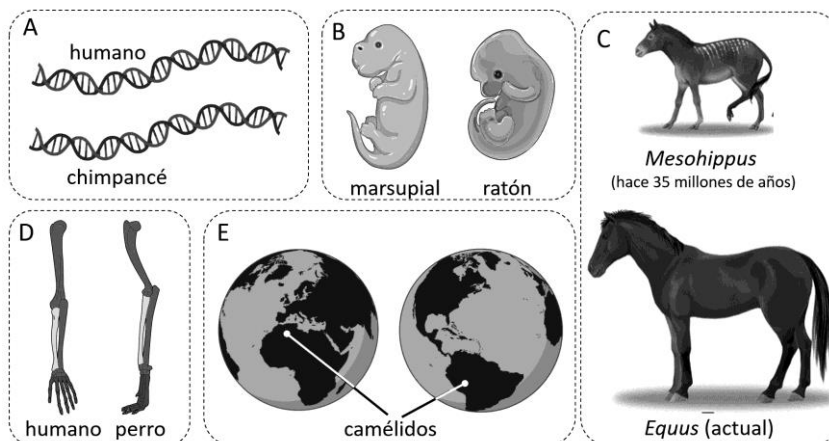 A
humano
chimpancé
B
marsupial
ratón
C
Mesohippus
(hace 35 millones de años)
Equus (actual)
D
humano
perro
E
camélidos